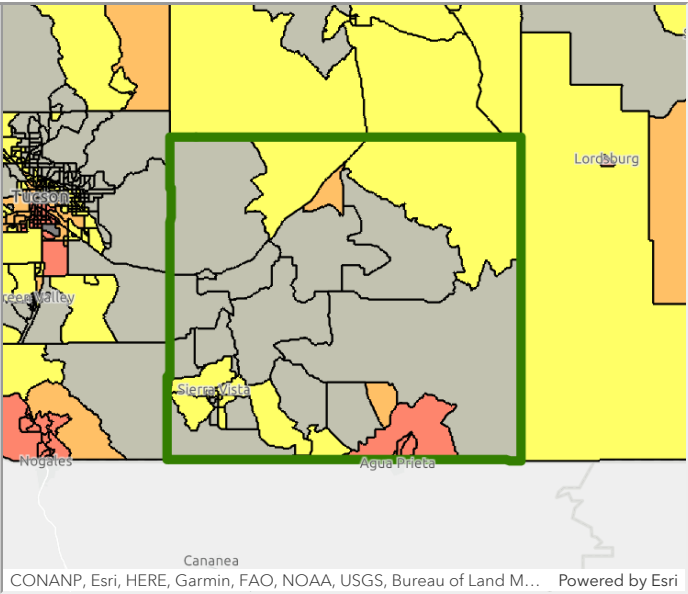 Lordsburg
Tucson
reen Valley
Sierra Vista
Nogales
Agua Prieta
Cananea
CONANP, Esri, HERE, Garmin, FAO, NOAA, USGS, Bureau of Land M... Powered by Esri